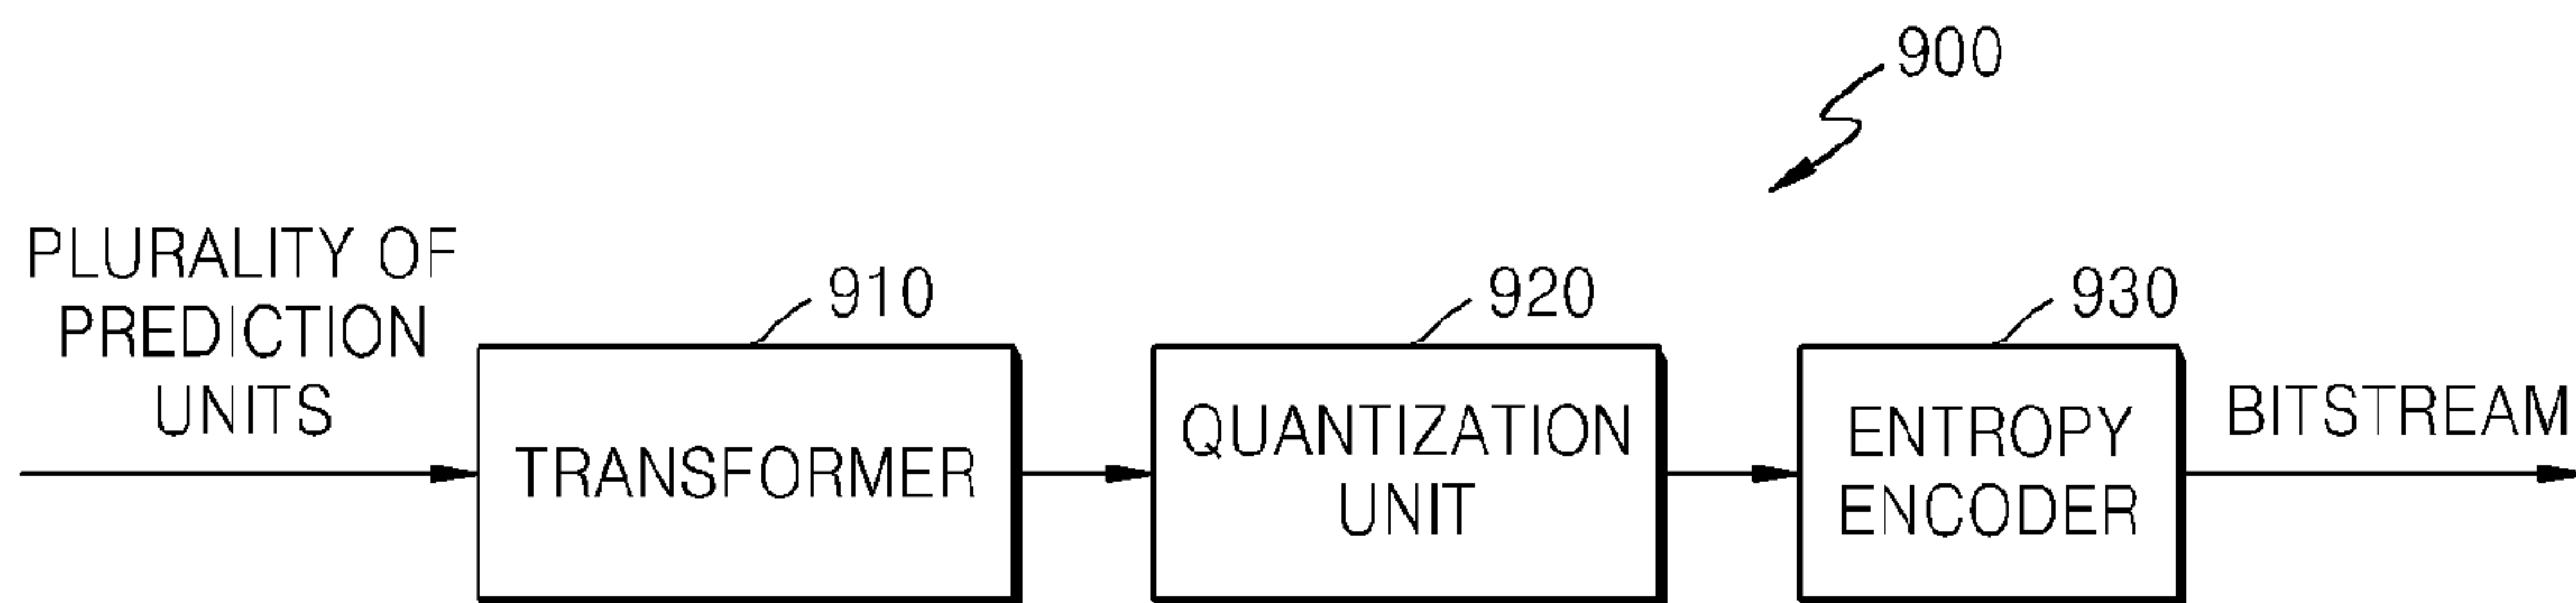 900
PLURALITY OF
PREDICTION
UNITS
910
920
930
TRANSFORMER
QUANTIZATION
UNIT
ENTROPY
ENCODER
BITSTREAM